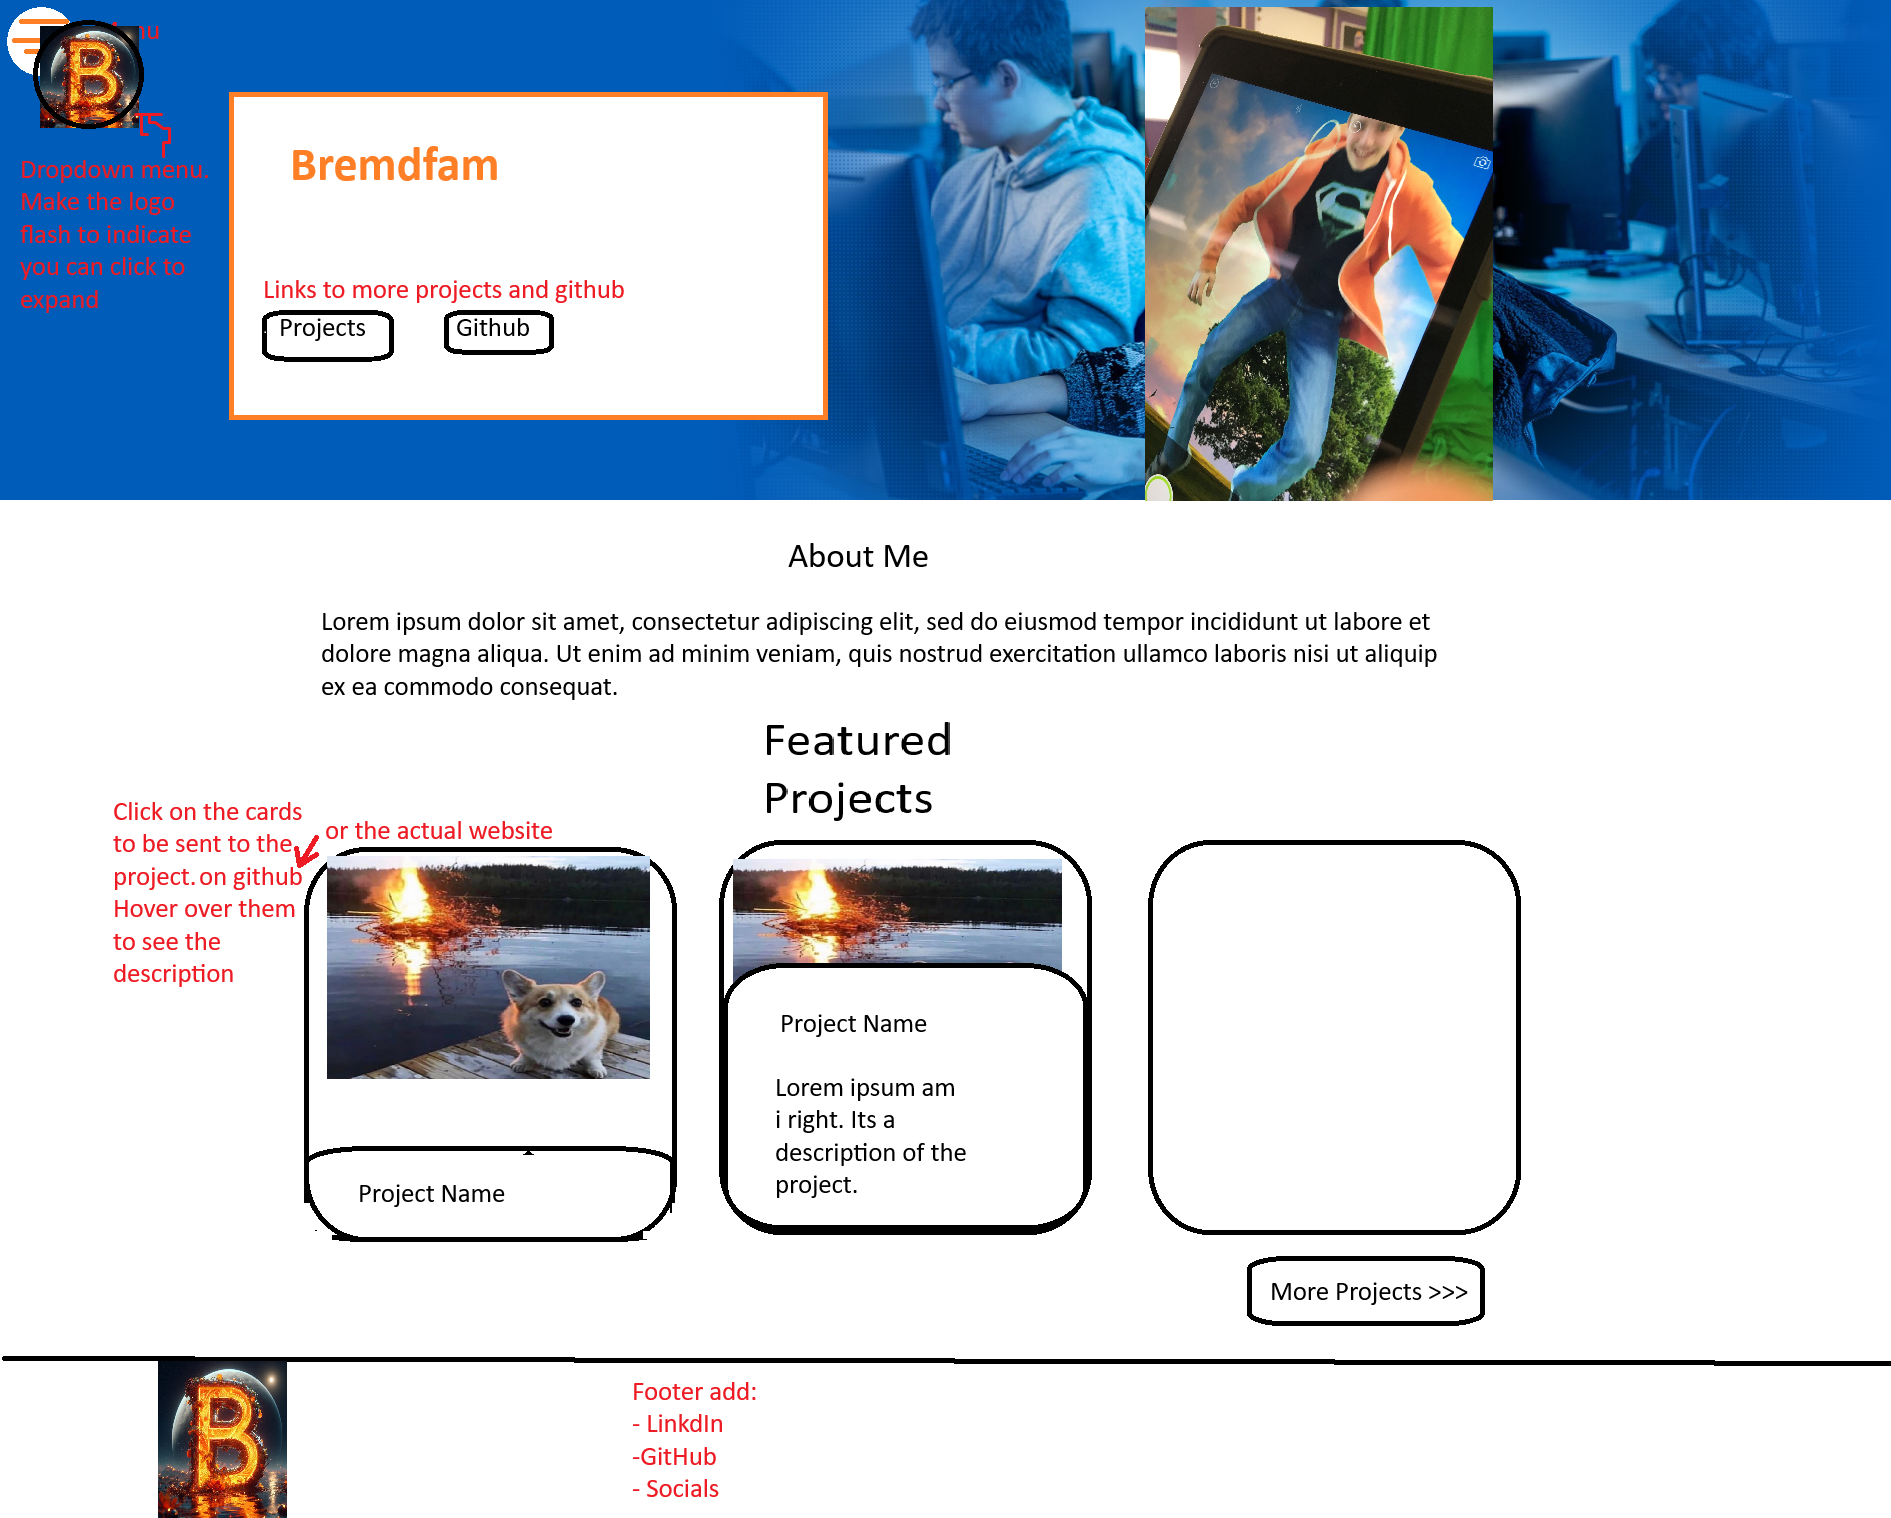 B
Dropdown menu.
Make the logo
flash to indicate
you can click to
expand
Bremdfam
Links to more projects and github
Projects
Github
S
About Me
Lorem ipsum dolor sit amet, consectetur adipiscing elit, sed do eiusmod tempor incididunt ut labore et
dolore magna aliqua. Ut enim ad minim veniam, quis nostrud exercitation ullamco laboris nisi ut aliquip
ex ea commodo consequat.
Featured
Projects
Click on the cards
to be sent to the
project. on github
Hover over them
to see the
description
or the actual website
Project Name
Project Name
Lorem ipsum am
i right. Its a
description of the
project.
More Projects >>>
B
Footer add:
- LinkdIn
-GitHub
- Socials